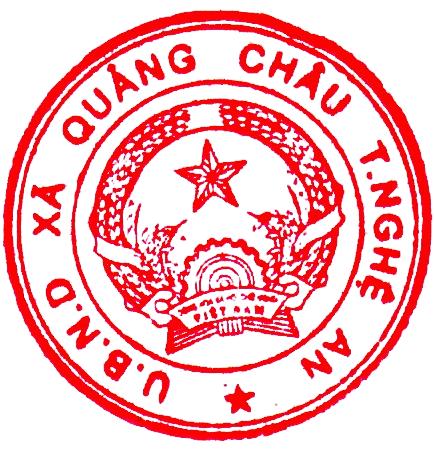 U.B.N.D XÃ QUẢNG CHÂU T.NGHỆ AN
VIỆT NAM